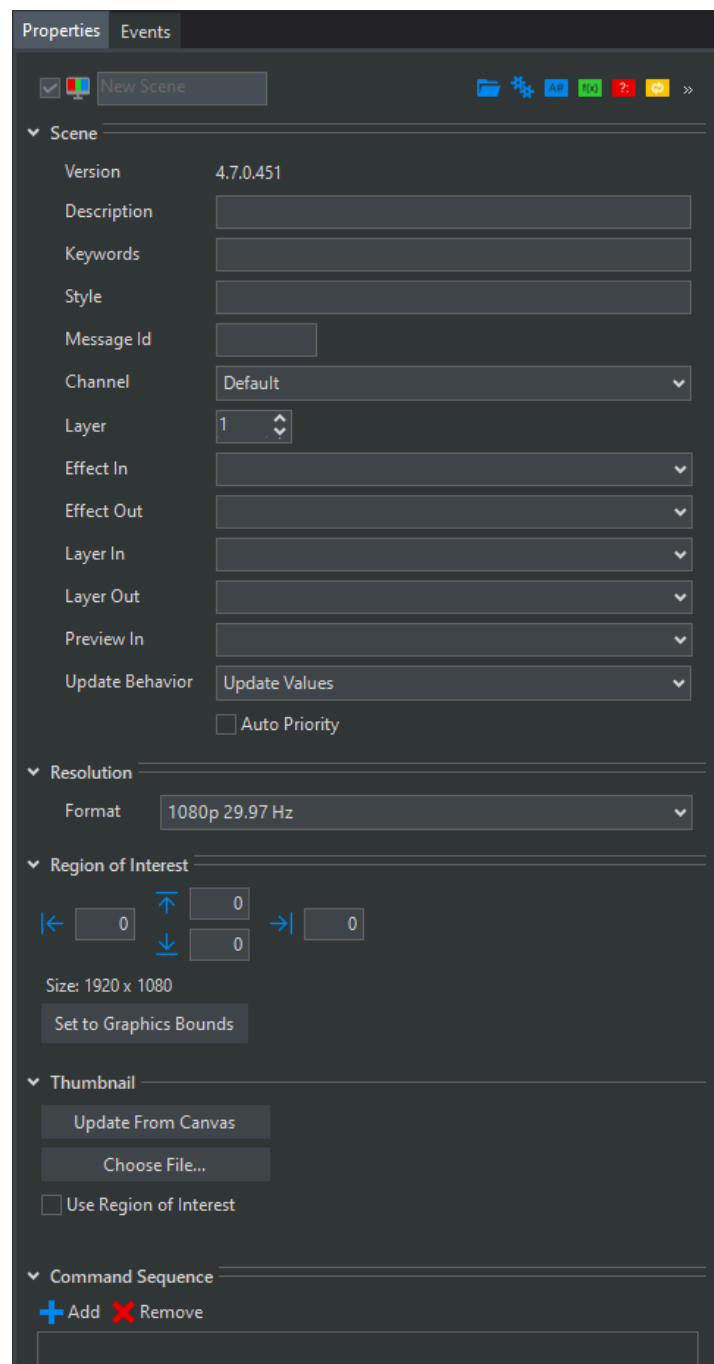 Properties Events
New Scene A# f(x) ?: »
Scene
Version 4.7.0.451
Description
Keywords
Style
Message Id
Channel Default
Layer 1
Effect In
Effect Out
Layer In
Layer Out
Preview In
Update Behavior Update Values
Auto Priority
Resolution
Format 1080p 29.97 Hz
Region of Interest
0
0 0
0
Size: 1920 x 1080
Set to Graphics Bounds
Thumbnail
Update From Canvas
Choose File...
Use Region of Interest
Command Sequence
Add Remove